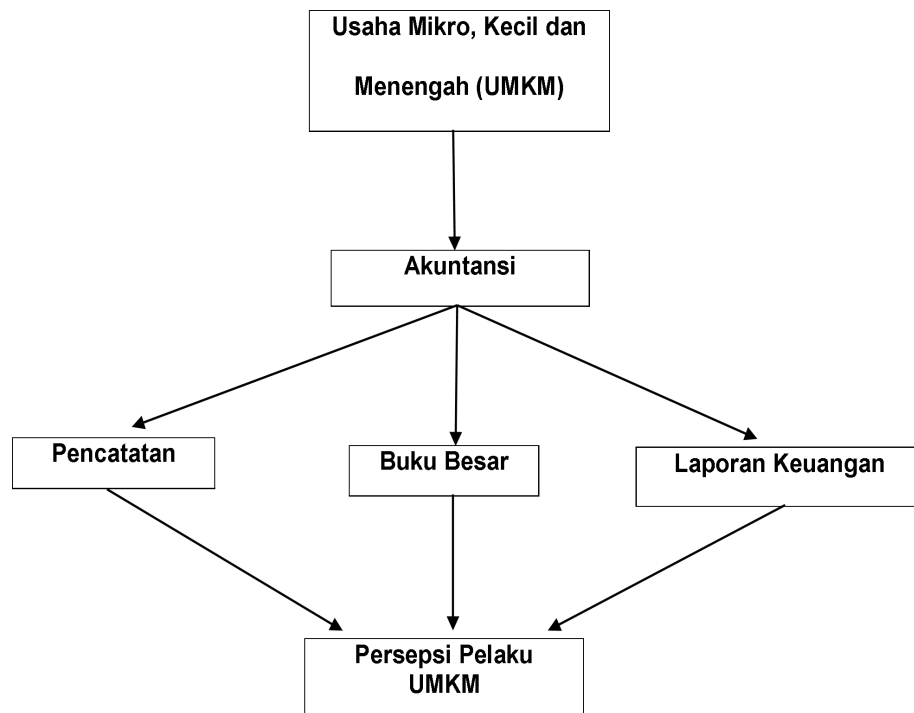 Usaha Mikro, Kecil dan
Menengah (UMKM)
Akuntansi
Pencatatan
Buku Besar
Laporan Keuangan
Persepsi Pelaku
UMKM